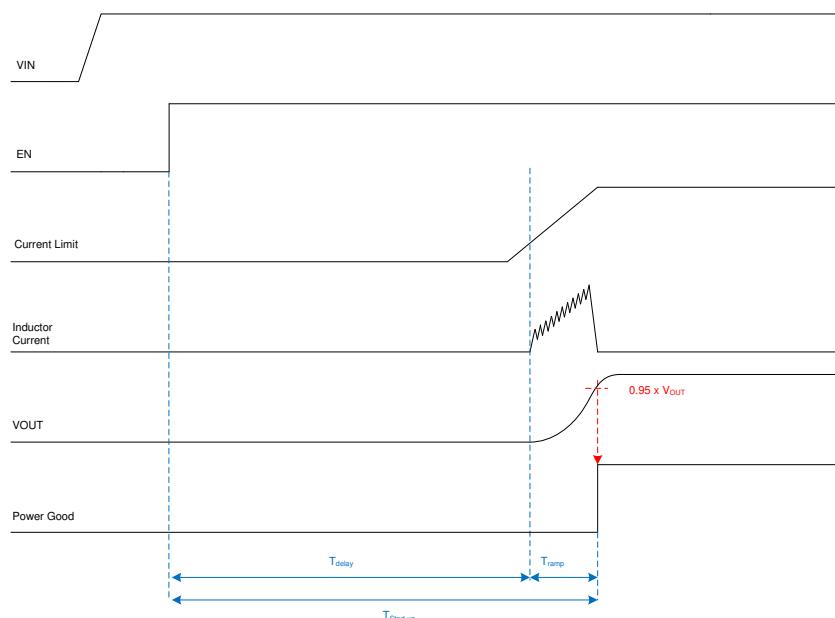 VIN
EN
Current Limit
Inductor
Current
0.95 x VOUT
VOUT
Power Good
Tdelay
Tramp